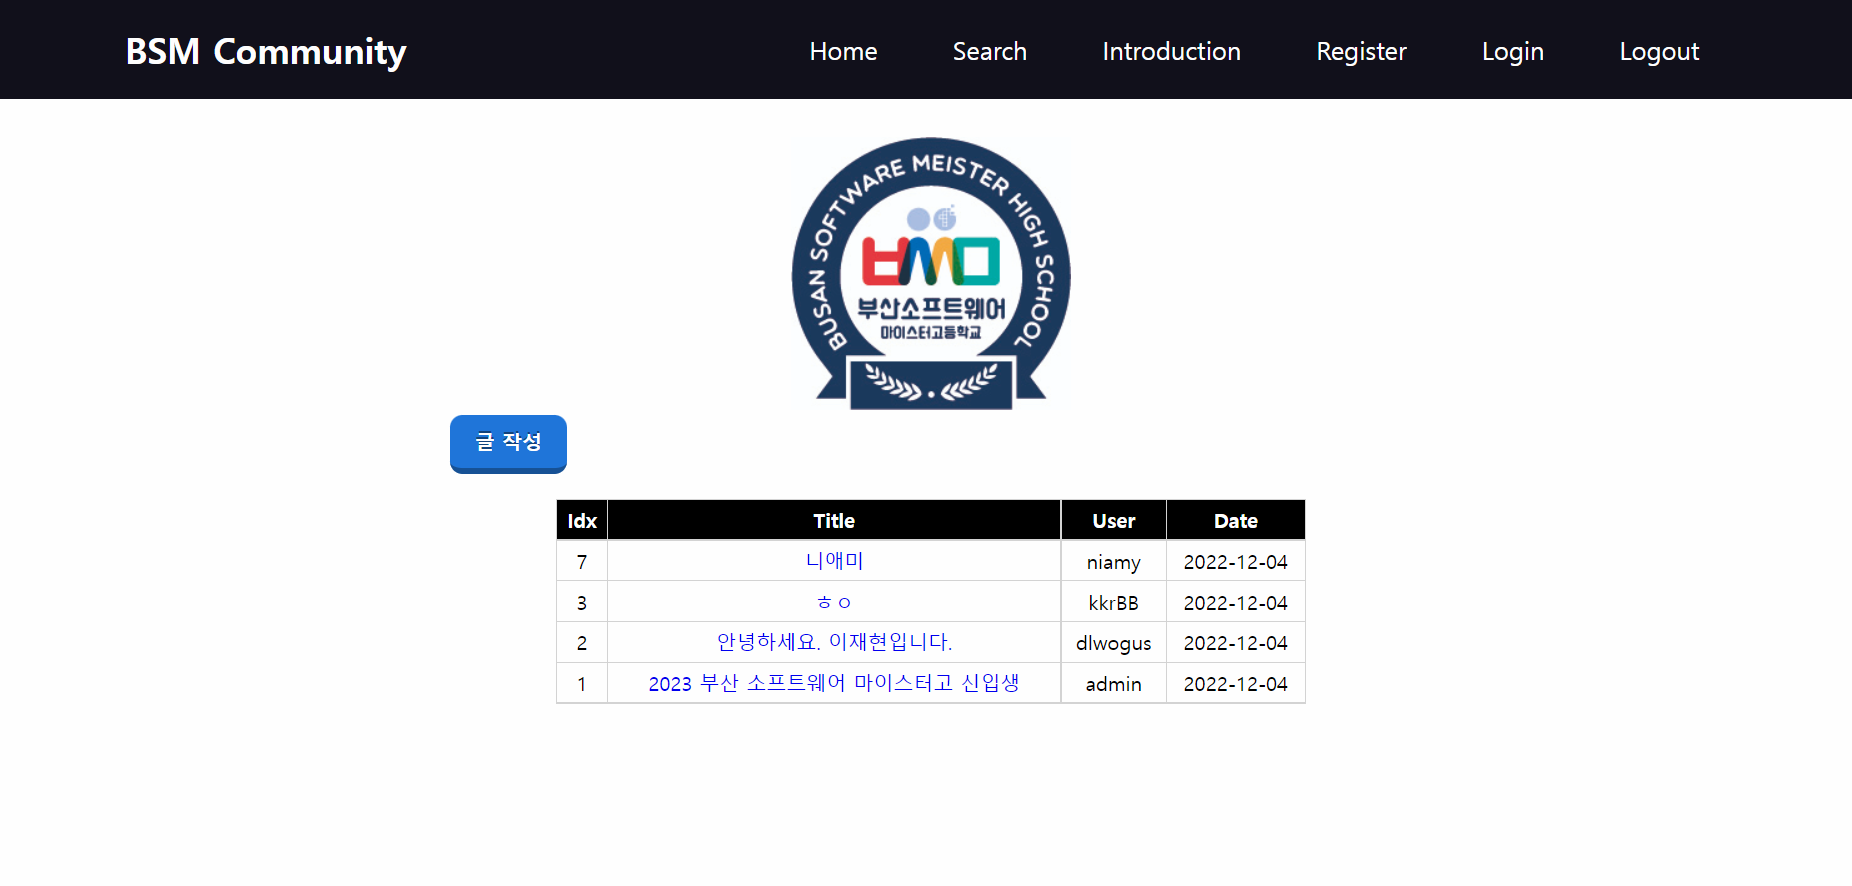 BSM Community Home Search Introduction Register Login Logout
BUSAN SOFTWARE MEISTER HIGH SCHOOL
부산소프트웨어
마이스터고등학교
글 작성
Idx Title User Date
7 니애미 niamy 2022-12-04
3 ㅎㅇ kkrBB 2022-12-04
2 안녕하세요. 이재현입니다. dlwogus 2022-12-04
1 2023 부산 소프트웨어 마이스터고 신입생 admin 2022-12-04